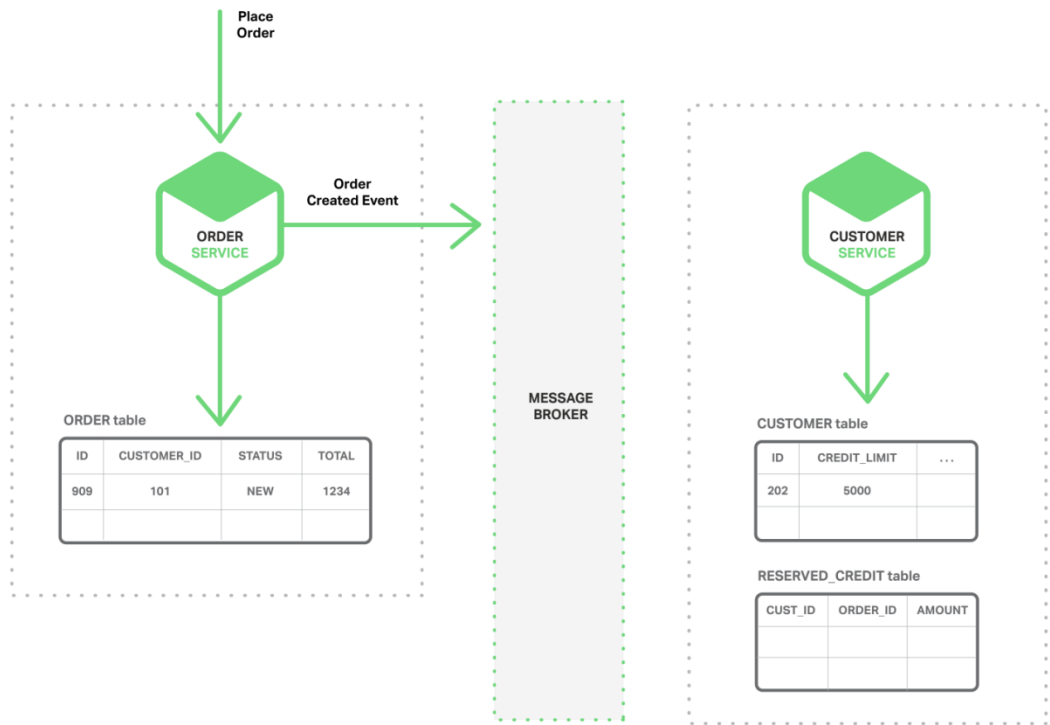 Place
Order
Order
Created Event
ORDER
SERVICE
ORDER table
ID CUSTOMER_ID STATUS TOTAL
909 101 NEW 1234
MESSAGE
BROKER
CUSTOMER
SERVICE
CUSTOMER table
ID CREDIT_LIMIT ...
202 5000
RESERVED_CREDIT table
CUST_ID ORDER_ID AMOUNT